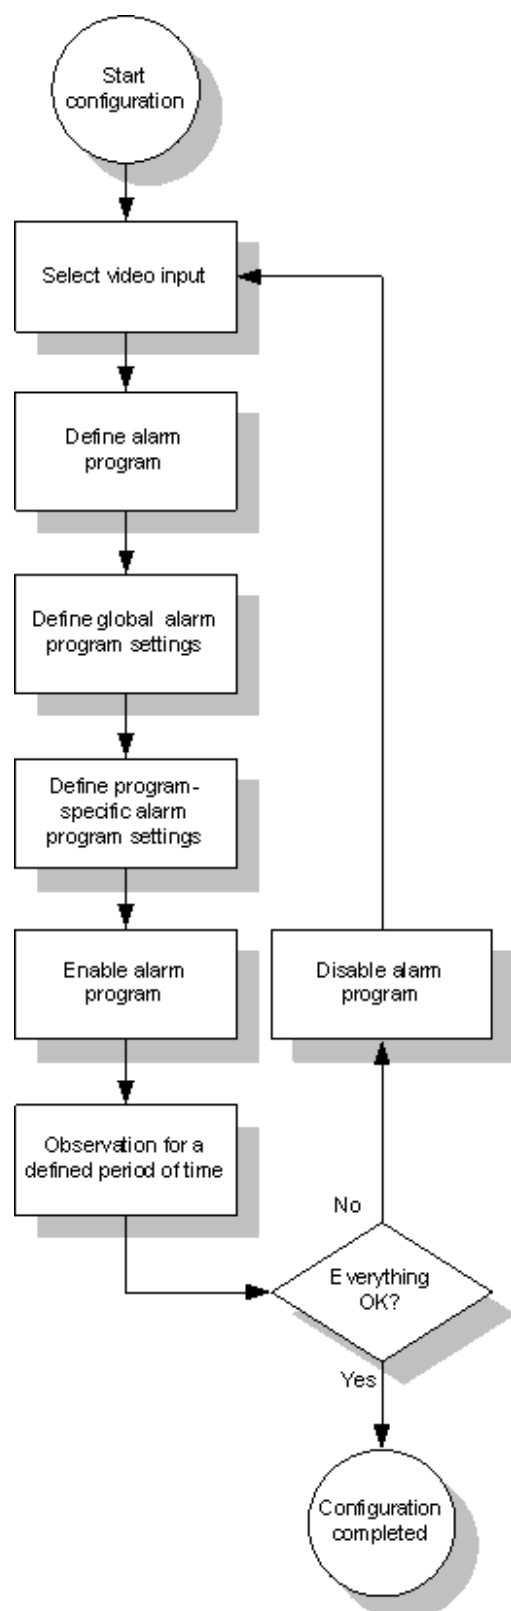 Start
configuration
Select video input
Define alarm
program
Define global alarm
program settings
Define program-
specific alarm
program settings
Enable alarm
program
Disable alarm
program
Observation for a
defined period of time
No
Everything
OK?
Yes
Configuration
completed